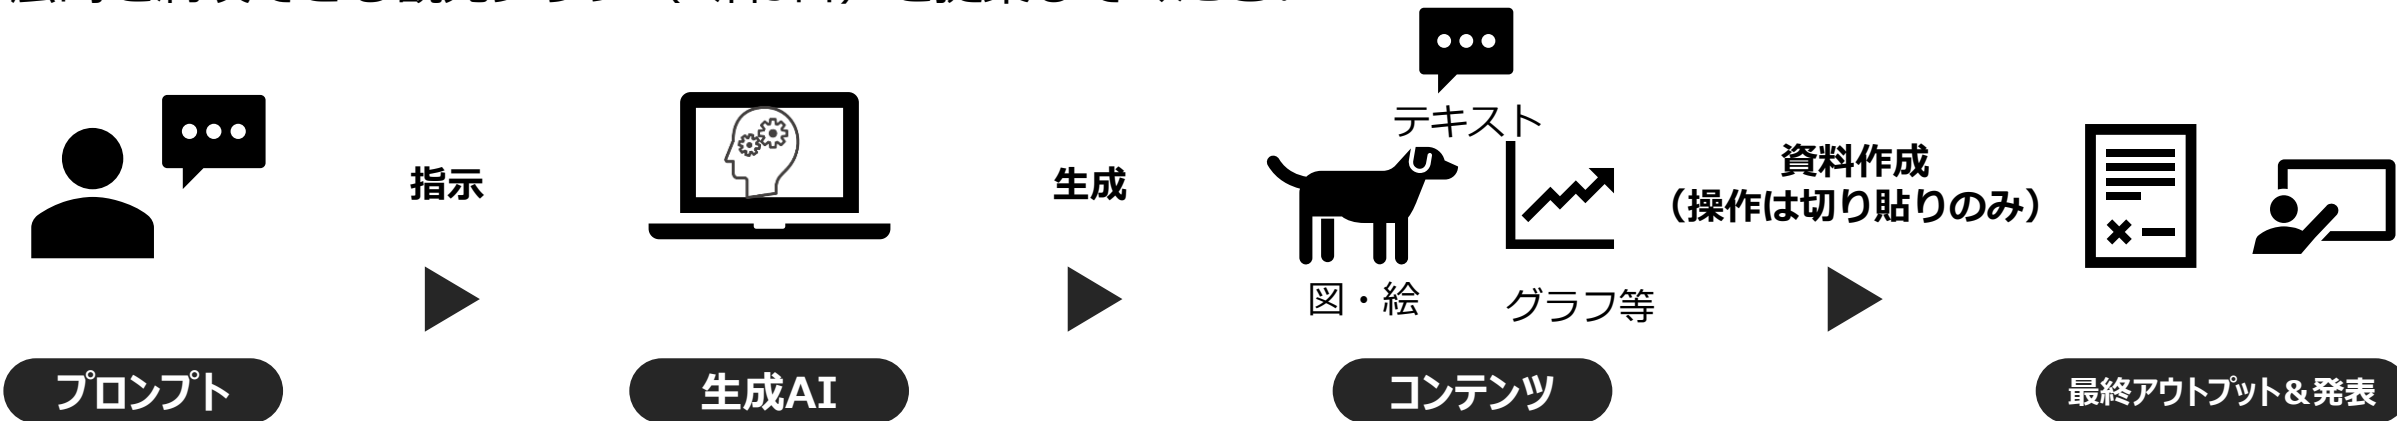 テキスト
指示
生成
資料作成
（操作は切り貼りのみ）
図・絵
グラフ等
プロンプト
生成AI
コンテンツ
最終アウトプット＆発表